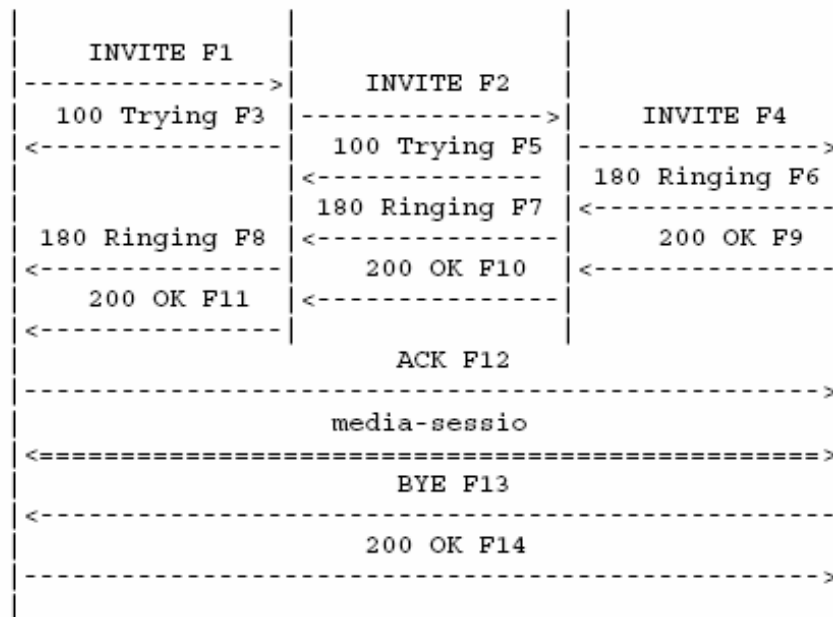 INVITE F1
INVITE F2
100 Trying F3
INVITE F4
100 Trying F5
180 Ringing F6
180 Ringing F7
180 Ringing F8
200 OK F9
200 OK F10
200 OK F11
ACK F12
media-sessio
BYE F13
200 OK F14